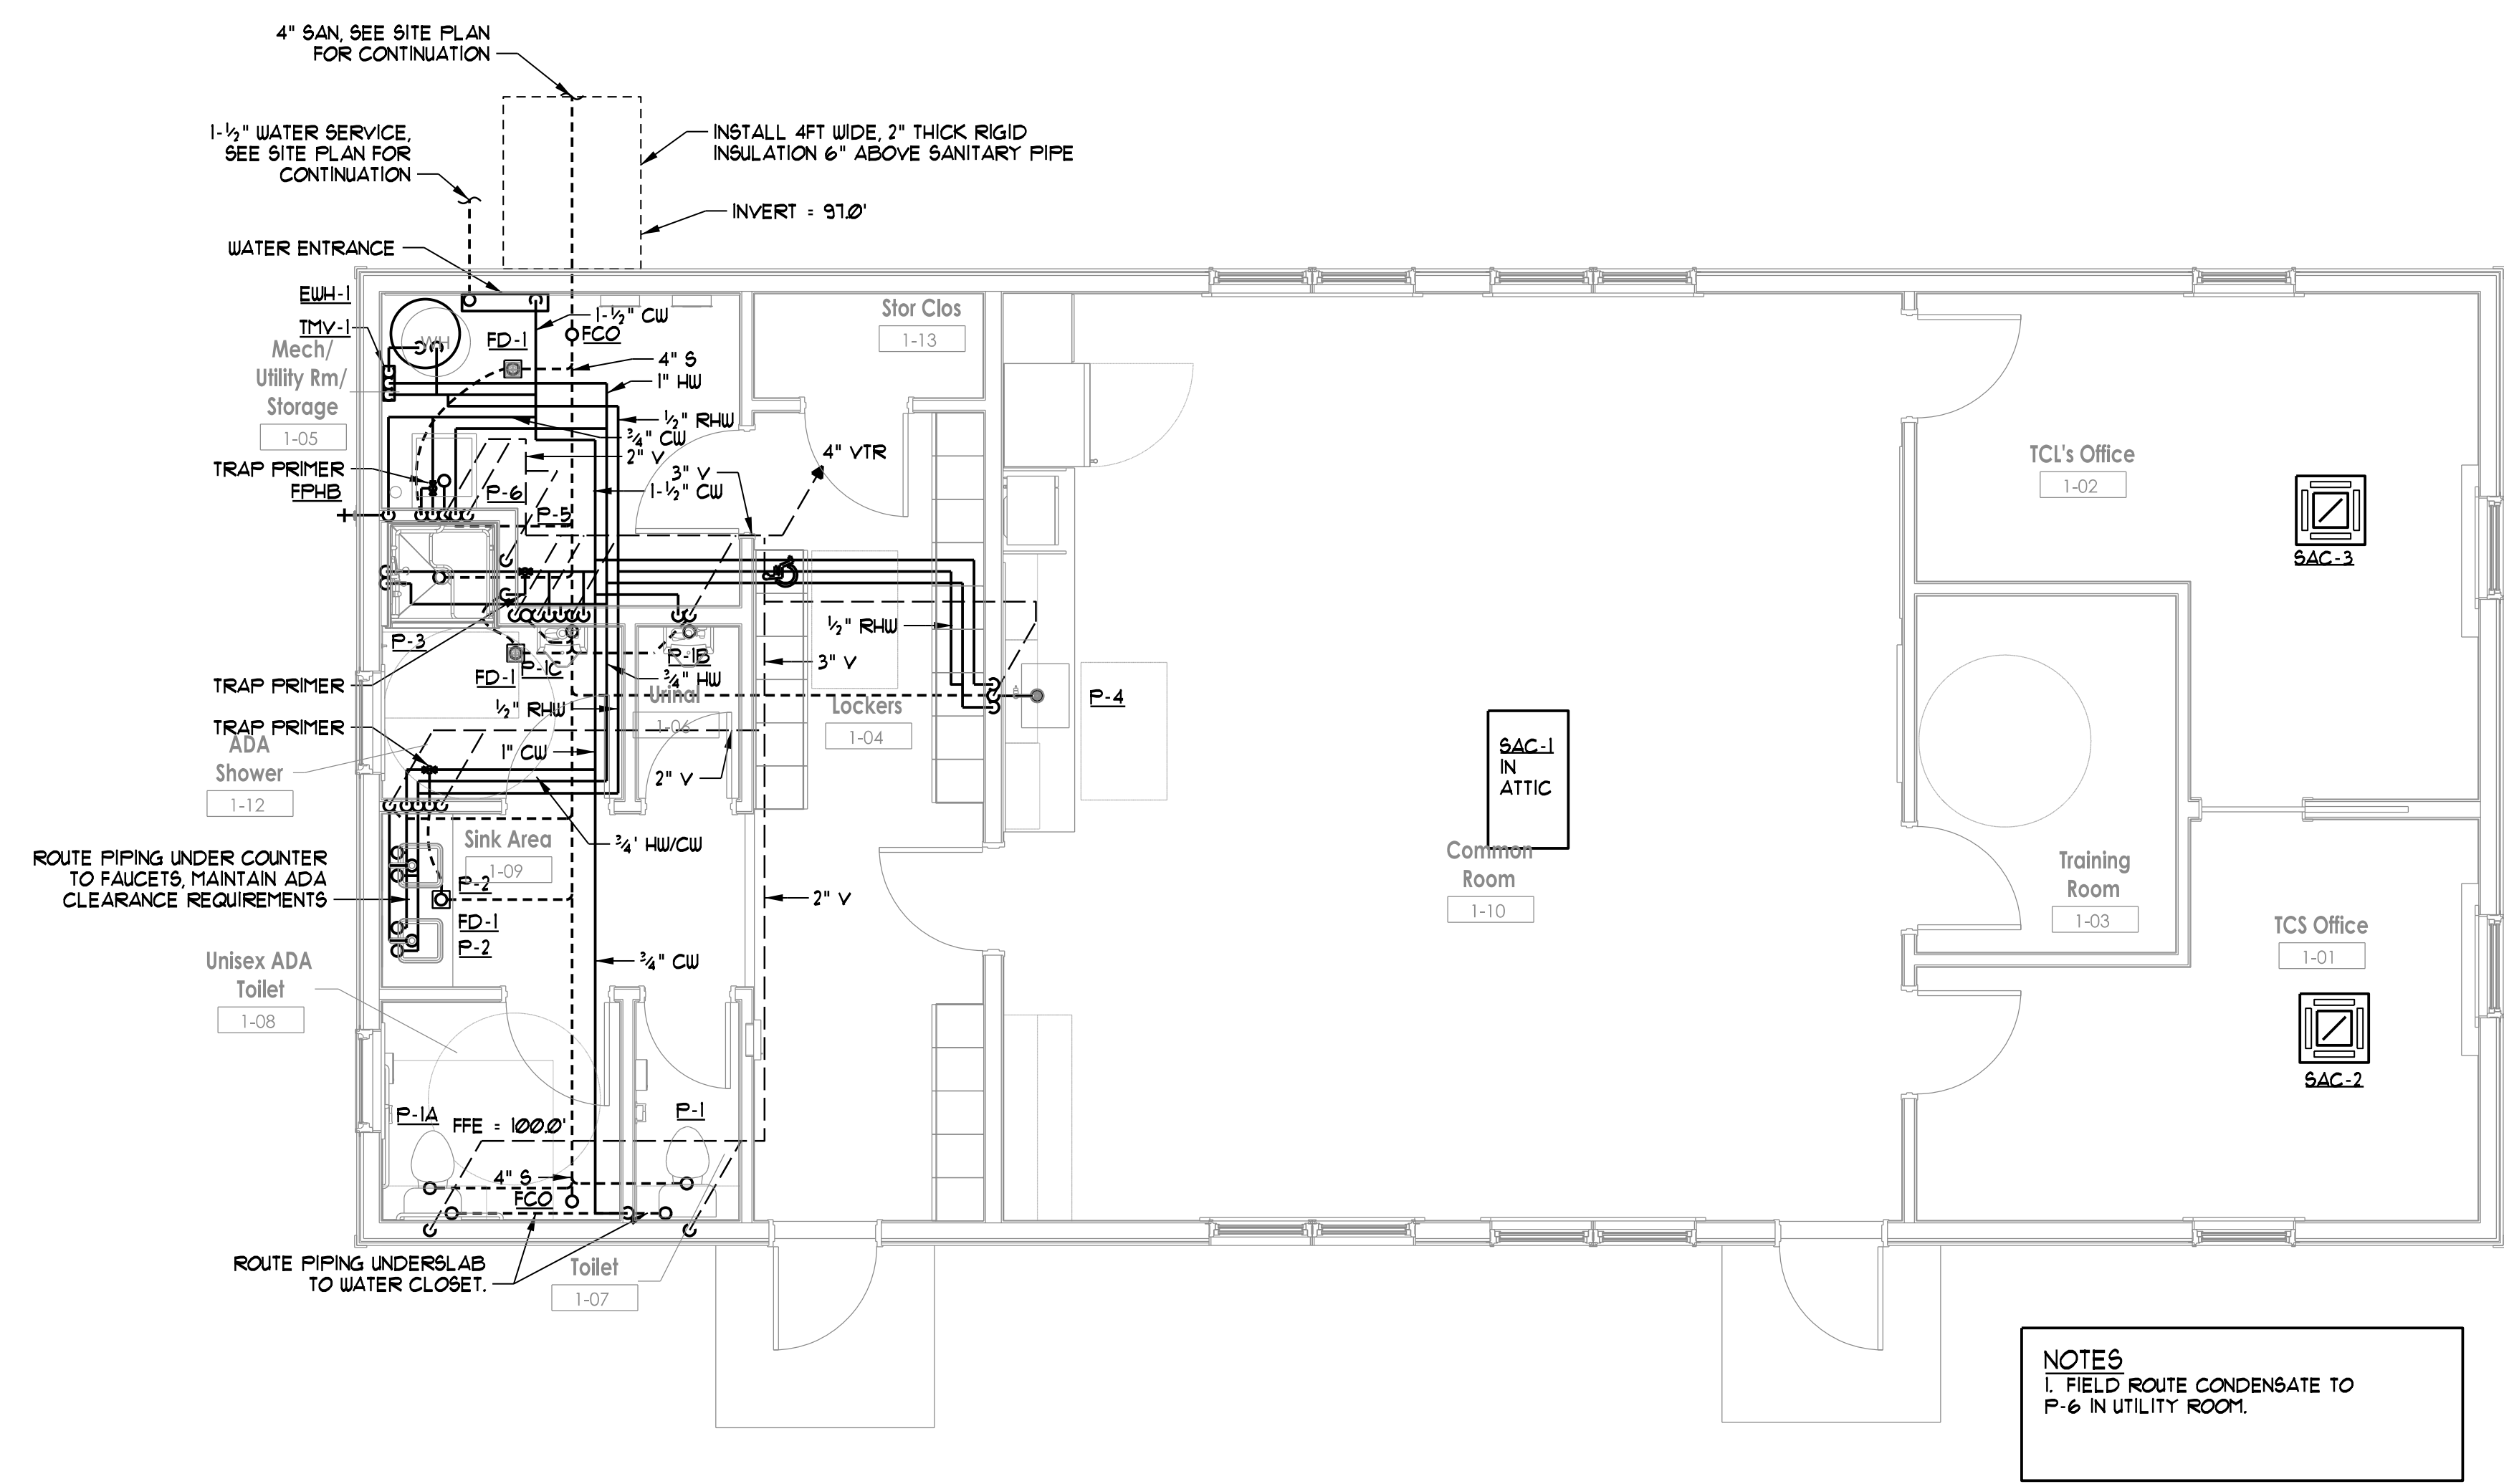 4" SAN, SEE SITE PLAN
FOR CONTINUATION
1-1/2" WATER SERVICE,
SEE SITE PLAN FOR
CONTINUATION
INSTALL 4FT WIDE, 2" THICK RIGID
INSULATION 6" ABOVE SANITARY PIPE
INVERT = 97.0'
WATER ENTRANCE
EWH-1
TMV-1
Mech/
Utility Rm/
Storage
1-05
WH
FD-1
1-1/2" CW
FCO
4" S
1" HW
1/2" RHW
3/4" CW
2" V
3" V
1-1/2" CW
4" VTR
Stor Clos
1-13
TRAP PRIMER
FPHB
P-6
P-5
TCL's Office
1-02
SAC-3
P-3
FD-1
P-1C
P-1B
3/4" HW
1/2" RHW
3" V
Urinal
1-06
1/2" RHW
Lockers
1-04
P-4
TRAP PRIMER
TRAP PRIMER
ADA
Shower
1-12
1" CW
2" V
SAC-1
IN
ATTIC
Common
Room
1-10
Training
Room
1-03
3/4' HW/CW
Sink Area
1-09
ROUTE PIPING UNDER COUNTER
TO FAUCETS, MAINTAIN ADA
CLEARANCE REQUIREMENTS
P-2
FD-1
P-2
2" V
3/4" CW
TCS Office
1-01
SAC-2
Unisex ADA
Toilet
1-08
P-1A
FFE = 100.0'
P-1
4" S
FCO
ROUTE PIPING UNDERSLAB
TO WATER CLOSET.
Toilet
1-07
NOTES
1. FIELD ROUTE CONDENSATE TO
P-6 IN UTILITY ROOM.